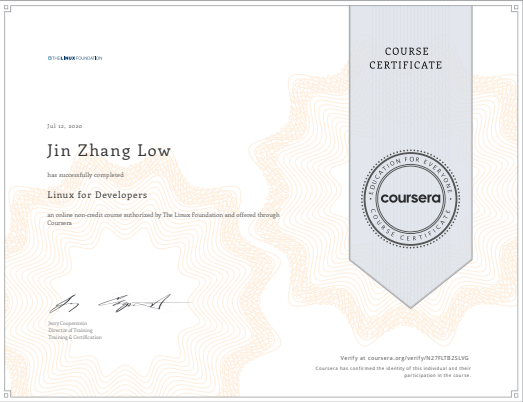 THE LINUX FOUNDATION
COURSE
CERTIFICATE
Jul 12, 2020
Jin Zhang Low
has successfully completed
Linux for Developers
an online non-credit course authorized by The Linux Foundation and offered through
Coursera
EDUCATION FOR EVERYONE
coursera
COURSE CERTIFICATE
Jerry Cooperstein
Director of Training
Training & Certification
Verify at coursera.org/verify/N27FLTB2SLVG
Coursera has confirmed the identity of this individual and their
participation in the course.